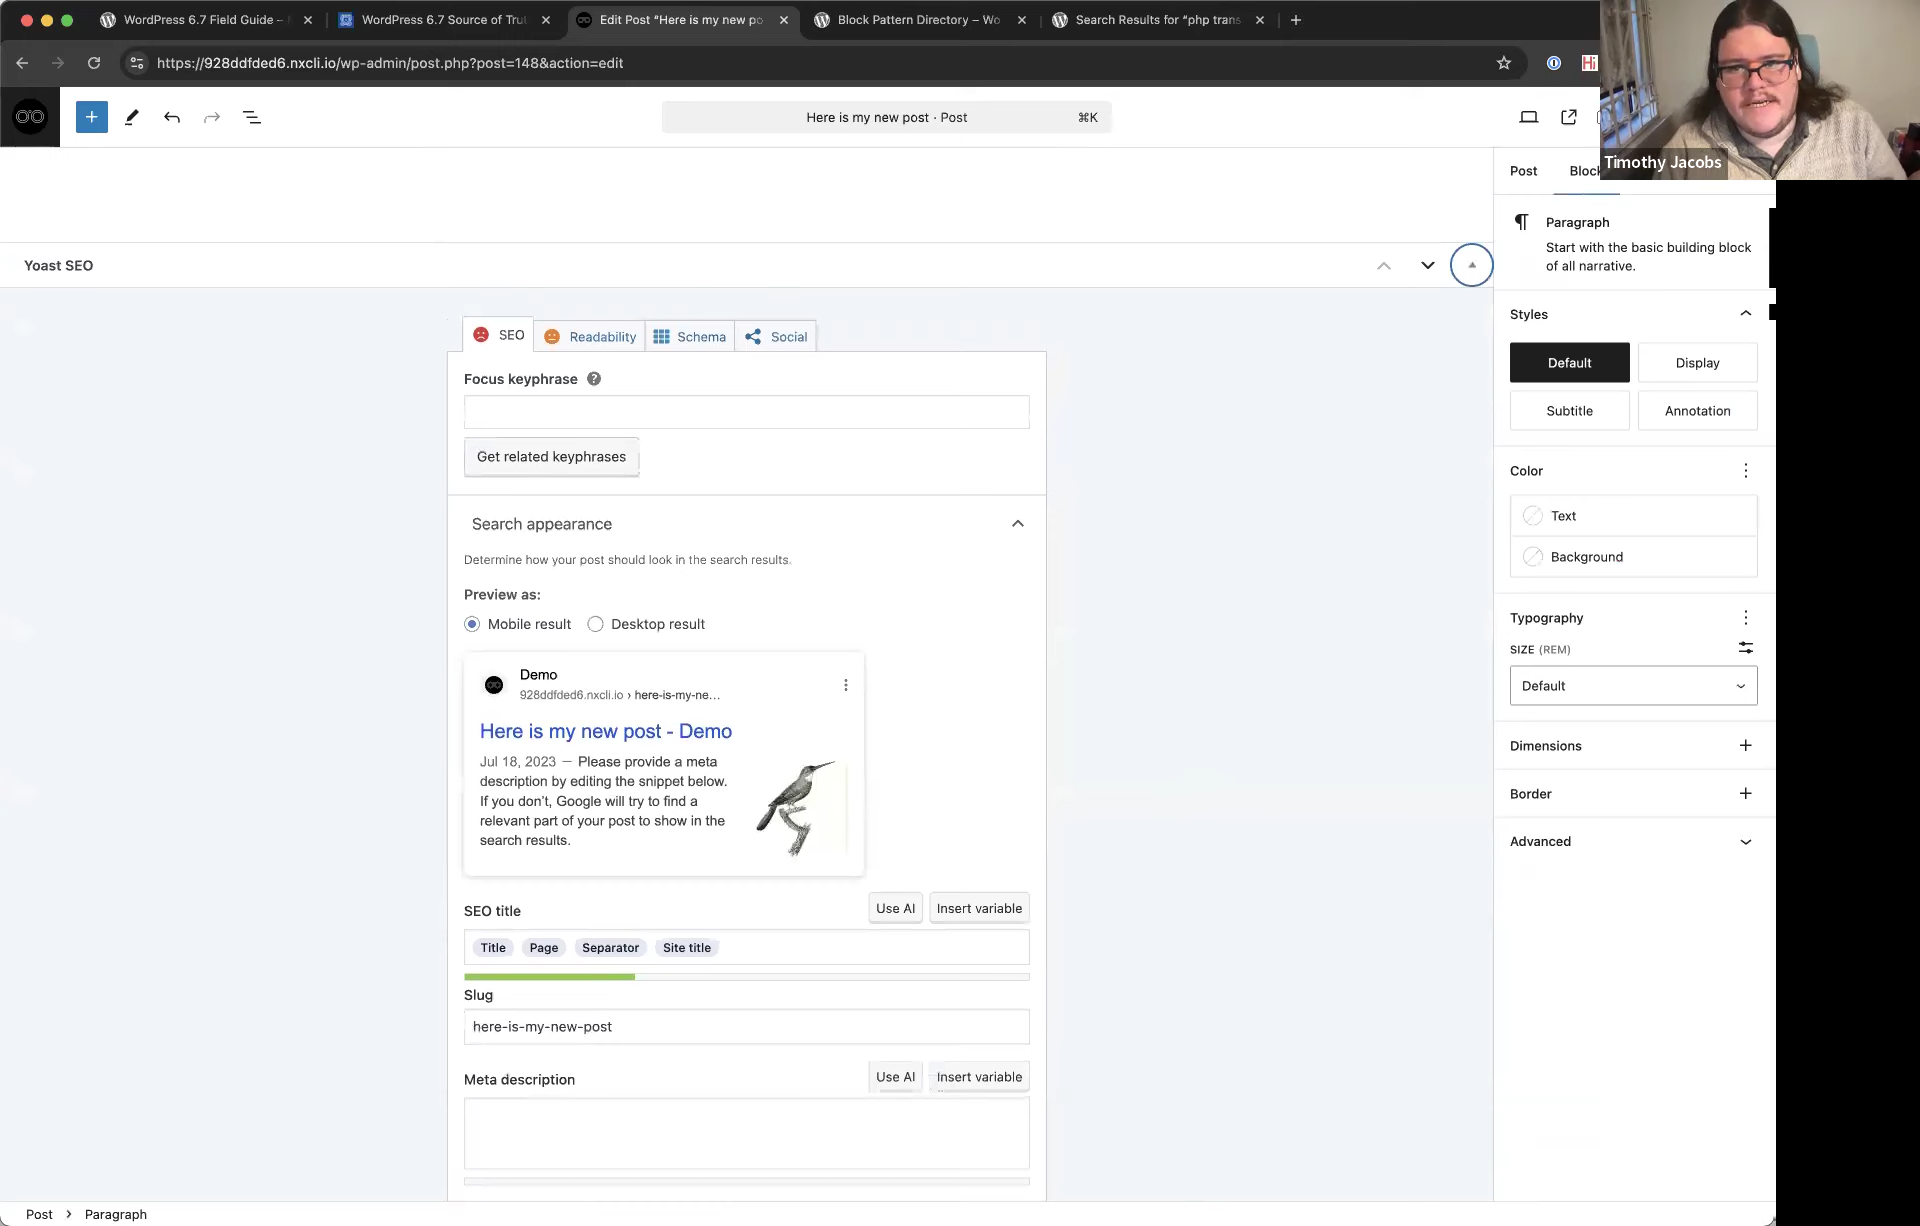 WordPress 6.7 Field Guide –
WordPress 6.7 Source of Trut
Edit Post “Here is my new po
Block Pattern Directory – Wo
Search Results for “php trans
https://928ddfded6.nxcli.io/wp-admin/post.php?post=148&action=edit
Hi
Here is my new post · Post
⌘K
Timothy Jacobs
Post
Block
Paragraph
Start with the basic building block
of all narrative.
Yoast SEO
Styles
Default
Display
Subtitle
Annotation
SEO
Readability
Schema
Social
Focus keyphrase
Get related keyphrases
Color
Text
Background
Search appearance
Determine how your post should look in the search results.
Preview as:
Mobile result
Desktop result
Typography
SIZE (REM)
Default
Demo
928ddfded6.nxcli.io › here-is-my-ne…
Here is my new post - Demo
Jul 18, 2023 — Please provide a meta
description by editing the snippet below.
If you don’t, Google will try to find a
relevant part of your post to show in the
search results.
Dimensions
Border
Advanced
SEO title
Use AI
Insert variable
Title
Page
Separator
Site title
Slug
here-is-my-new-post
Meta description
Use AI
Insert variable
Post
Paragraph